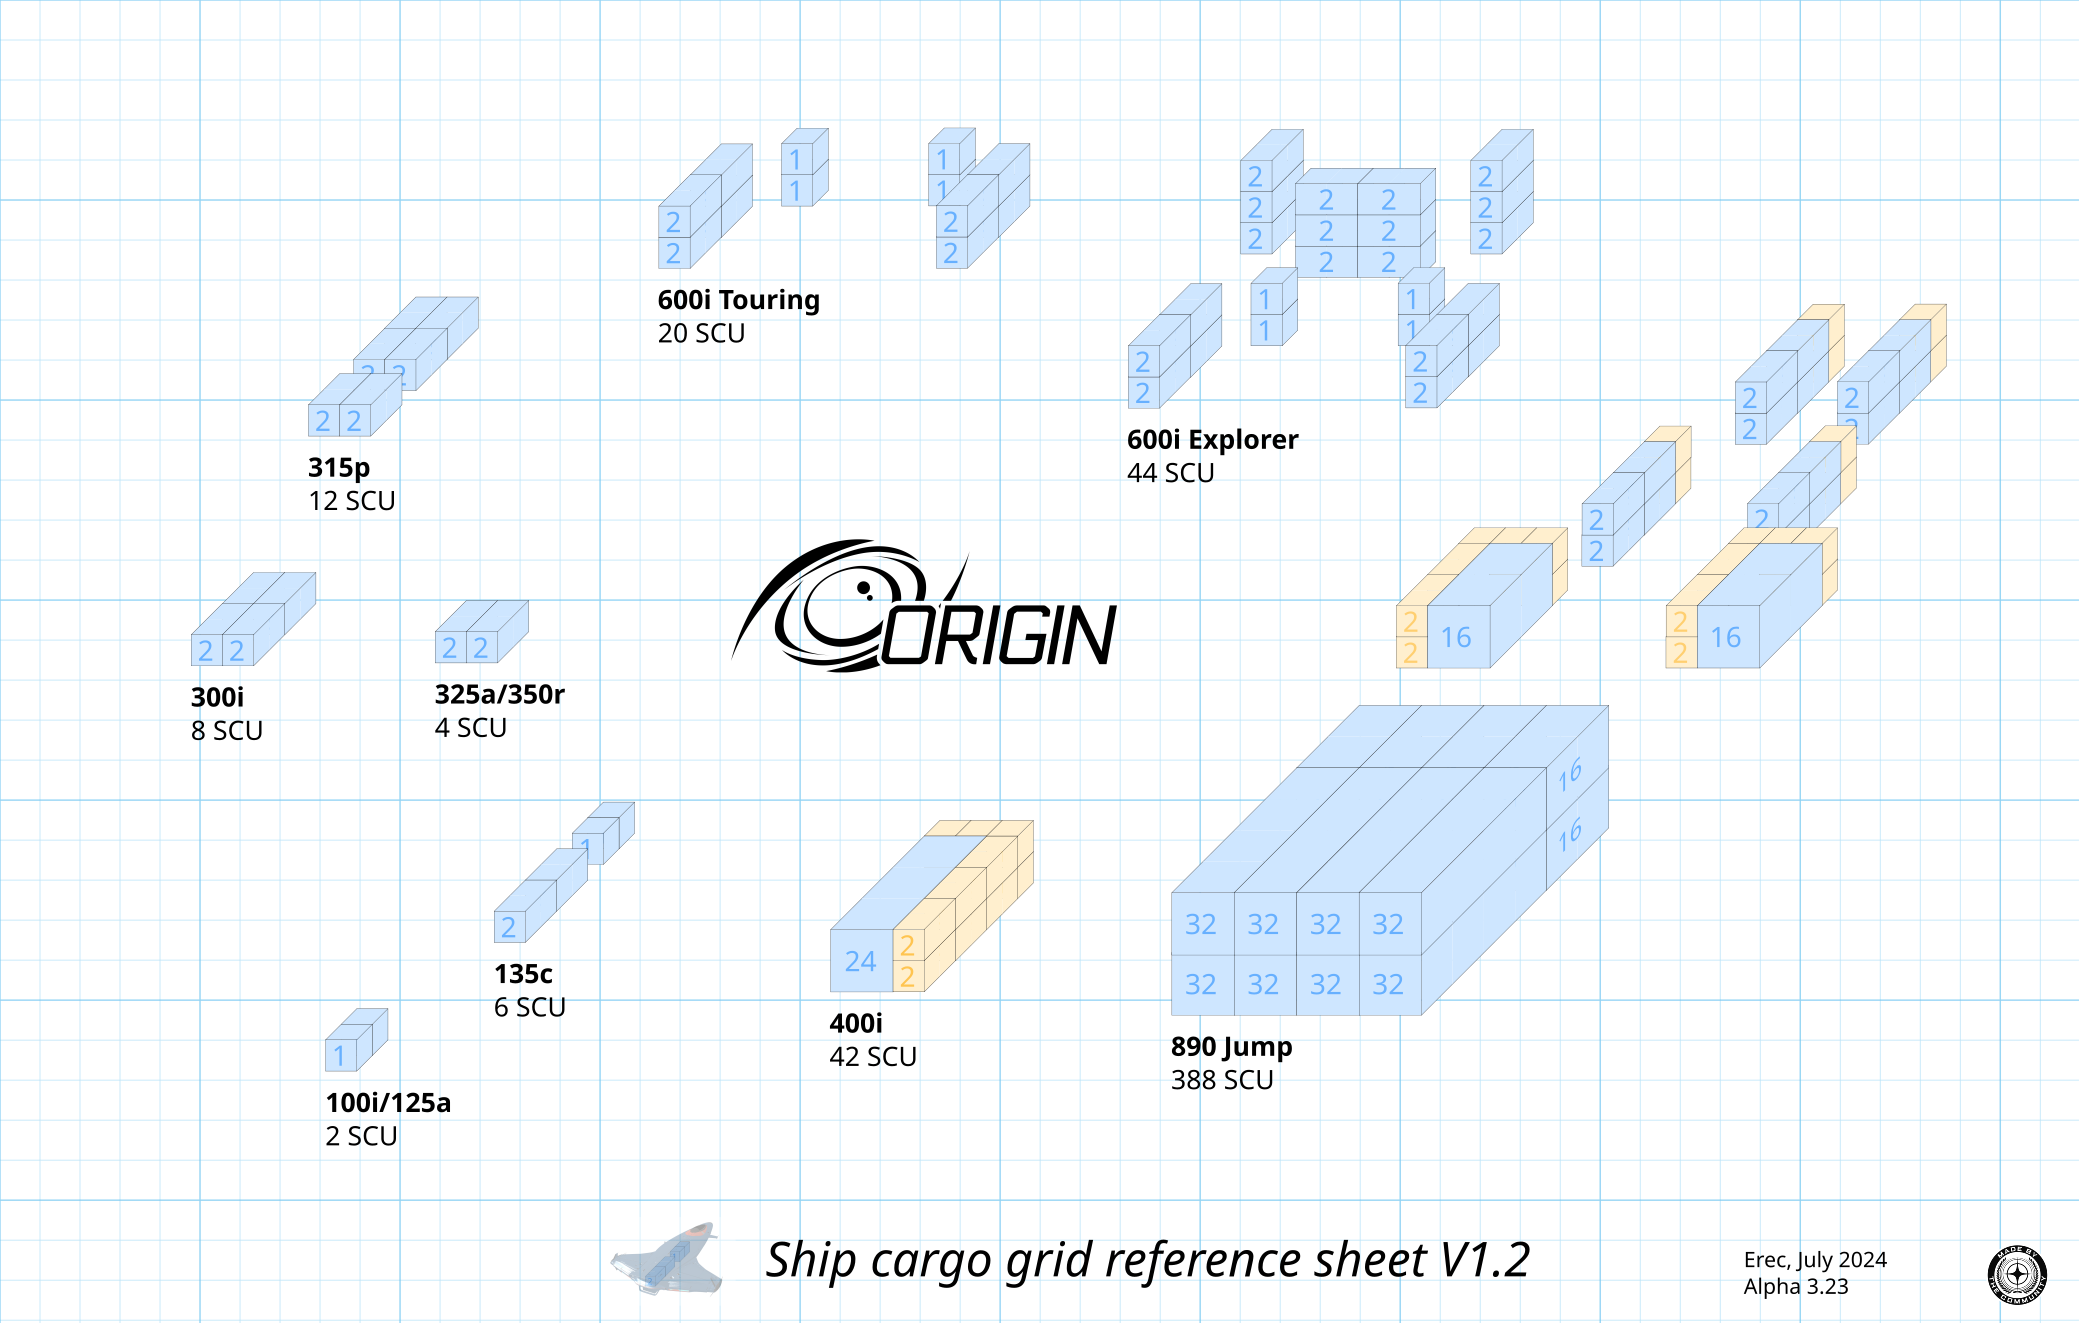 1
1
1
1
2
2
2
2
600i Touring
20 SCU
2
2
2
2
2
2
2
2
2
2
2
2
1
1
1
1
2
2
2
2
600i Explorer
44 SCU
2 2
2 2
315p
12 SCU
2 2
300i
8 SCU
2 2
325a/350r
4 SCU
ORIGIN
1
2
135c
6 SCU
1
100i/125a
2 SCU
24
2
2
400i
42 SCU
2
2
2
2
2
2
2
2
2
16
2
2
16
16
16
32 32 32 32
32 32 32 32
890 Jump
388 SCU
Ship cargo grid reference sheet V1.2
Erec, July 2024
Alpha 3.23
MADE BY
THE COMMUNITY